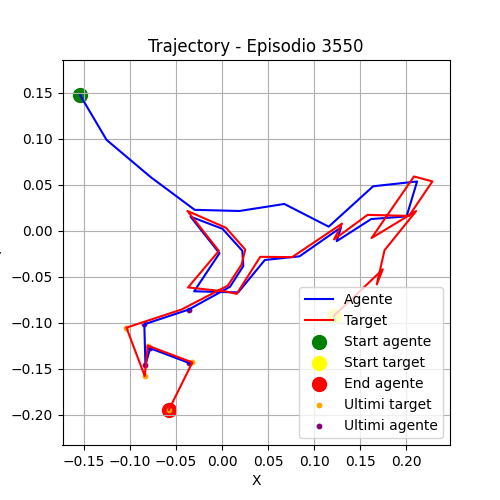 Trajectory - Episodio 3550
0.15
0.10
0.05
0.00
−0.05
−0.10
−0.15
−0.20
Agente
Target
Start agente
Start target
End agente
Ultimi target
Ultimi agente
−0.15 −0.10 −0.05 0.00 0.05 0.10 0.15 0.20
X